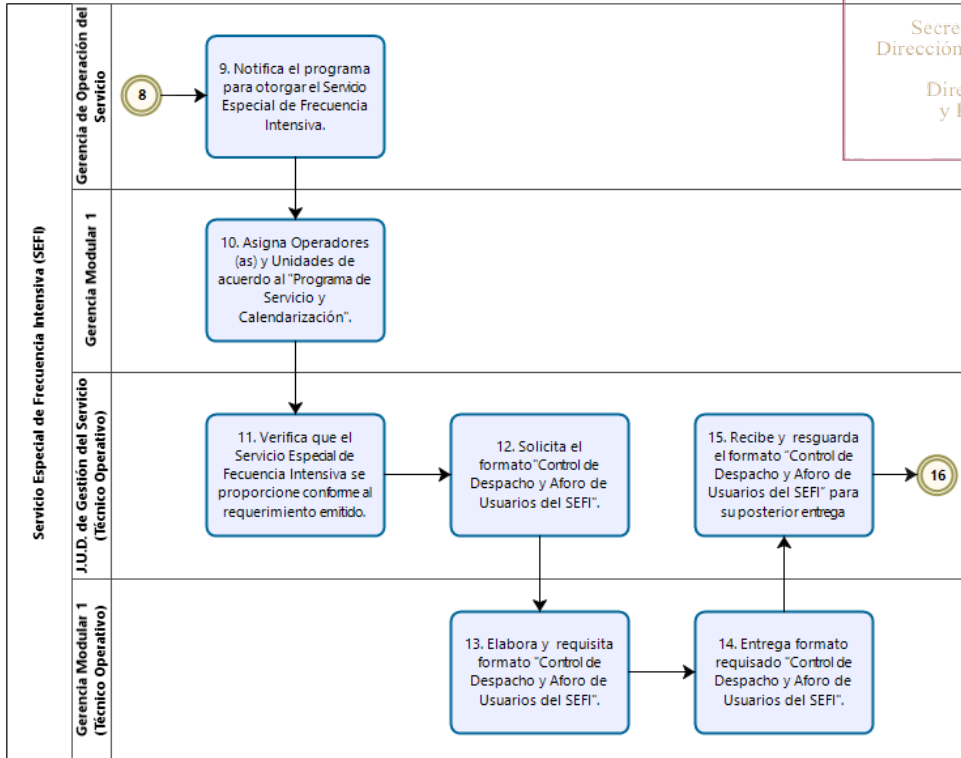 Servicio Especial de Frecuencia Intensiva (SEFI)
Gerencia de Operación del
Servicio
8
9. Notifica el programa
para otorgar el Servicio
Especial de Frecuencia
Intensiva.
Secre
Dirección
Dire
y
Gerencia Modular 1
10. Asigna Operadores
(as) y Unidades de
acuerdo al "Programa de
Servicio y
Calendarización".
J.U.D. de Gestión del Servicio
(Técnico Operativo)
11. Verifica que el
Servicio Especial de
Fecuencia Intensiva se
proporcione conforme al
requerimiento emitido.
12. Solicita el
formato"Control de
Despacho y Aforo de
Usuarios del SEFI".
15. Recibe y resguarda
el formato "Control de
Despacho y Aforo de
Usuarios del SEFI" para
su posterior entrega
16
Gerencia Modular 1
(Técnico Operativo)
13. Elabora y requisita
formato "Control de
Despacho y Aforo de
Usuarios del SEFI".
14. Entrega formato
requisado "Control de
Despacho y Aforo de
Usuarios del SEFI".